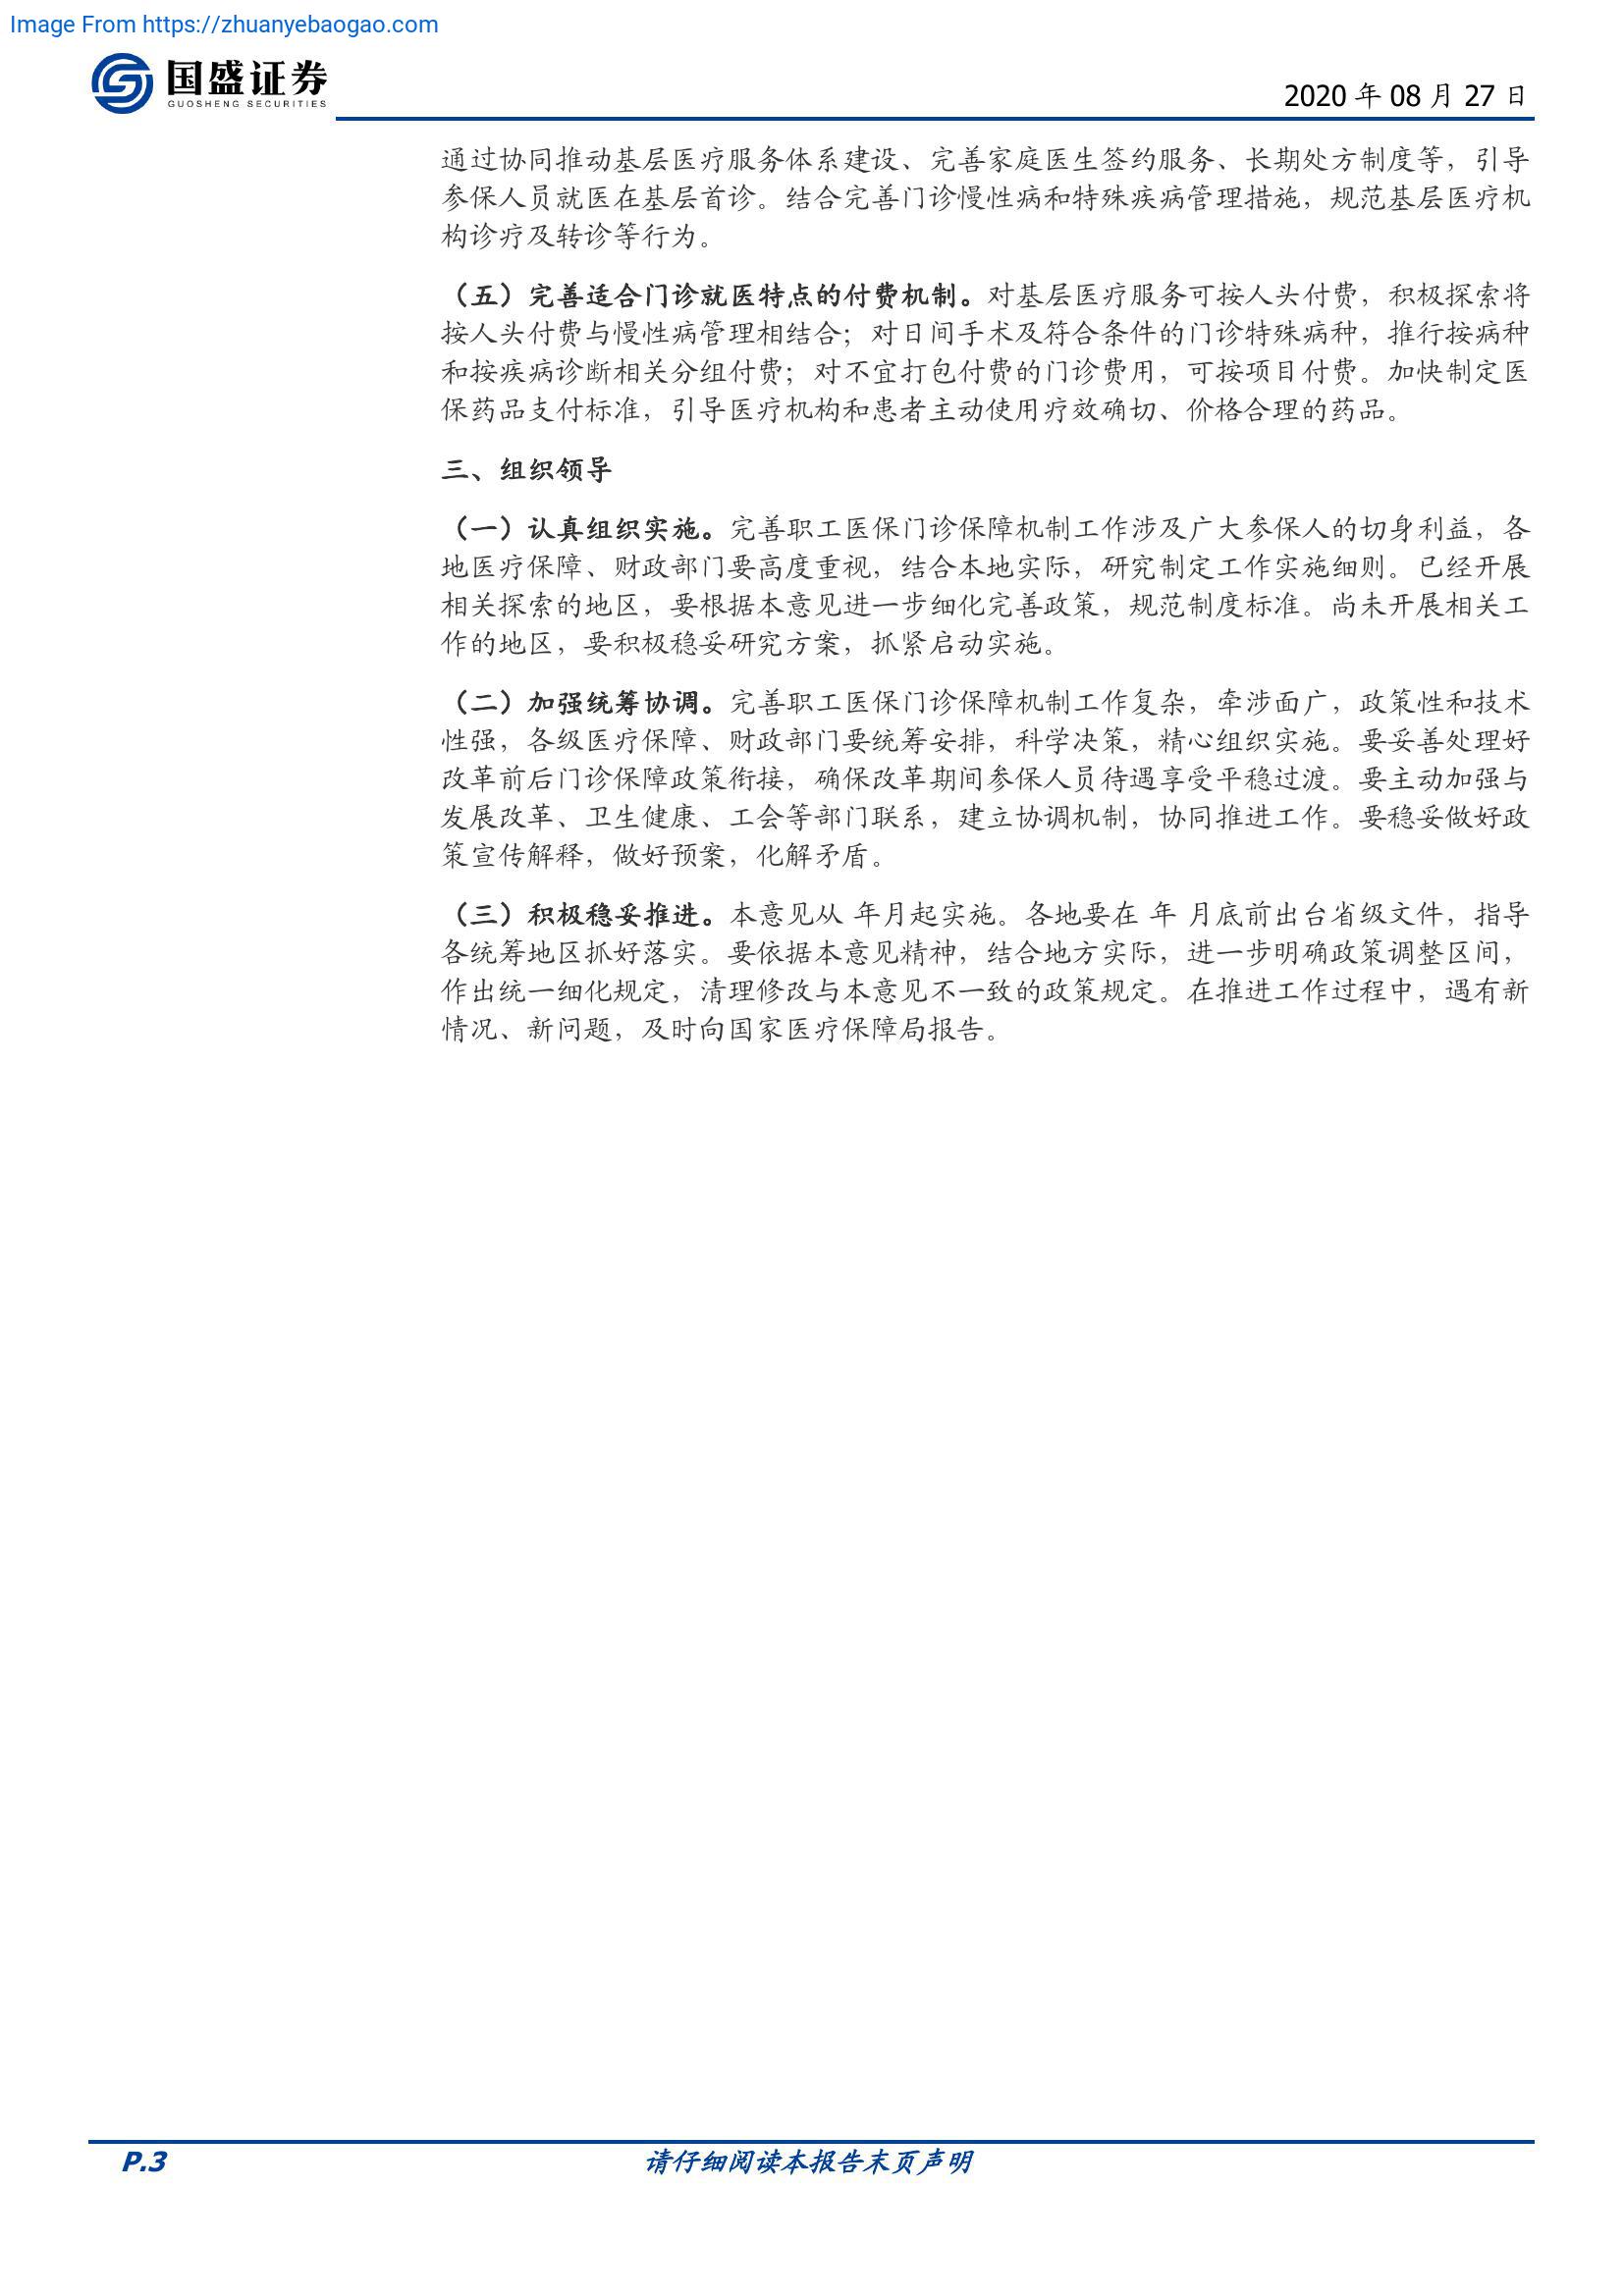 Image From https://zhuanyebaogao.com
国盛证券
GUOSHENG SECURITIES
2020 年 08 月 27 日
通过协同推动基层医疗服务体系建设、完善家庭医生签约服务、长期处方制度等，引导
参保人员就医在基层首诊。结合完善门诊慢性病和特殊疾病管理措施，规范基层医疗机
构诊疗及转诊等行为。
（五）完善适合门诊就医特点的付费机制。对基层医疗服务可按人头付费，积极探索将
按人头付费与慢性病管理相结合；对日间手术及符合条件的门诊特殊病种，推行按病种
和按疾病诊断相关分组付费；对不宜打包付费的门诊费用，可按项目付费。加快制定医
保药品支付标准，引导医疗机构和患者主动使用疗效确切、价格合理的药品。
三、组织领导
（一）认真组织实施。完善职工医保门诊保障机制工作涉及广大参保人的切身利益，各
地医疗保障、财政部门要高度重视，结合本地实际，研究制定工作实施细则。已经开展
相关探索的地区，要根据本意见进一步细化完善政策，规范制度标准。尚未开展相关工
作的地区，要积极稳妥研究方案，抓紧启动实施。
（二）加强统筹协调。完善职工医保门诊保障机制工作复杂，牵涉面广，政策性和技术
性强，各级医疗保障、财政部门要统筹安排，科学决策，精心组织实施。要妥善处理好
改革前后门诊保障政策衔接，确保改革期间参保人员待遇享受平稳过渡。要主动加强与
发展改革、卫生健康、工会等部门联系，建立协调机制，协同推进工作。要稳妥做好政
策宣传解释，做好预案，化解矛盾。
（三）积极稳妥推进。本意见从 年月起实施。各地要在 年 月底前出台省级文件，指导
各统筹地区抓好落实。要依据本意见精神，结合地方实际，进一步明确政策调整区间，
作出统一细化规定，清理修改与本意见不一致的政策规定。在推进工作过程中，遇有新
情况、新问题，及时向国家医疗保障局报告。
P.3
请仔细阅读本报告末页声明